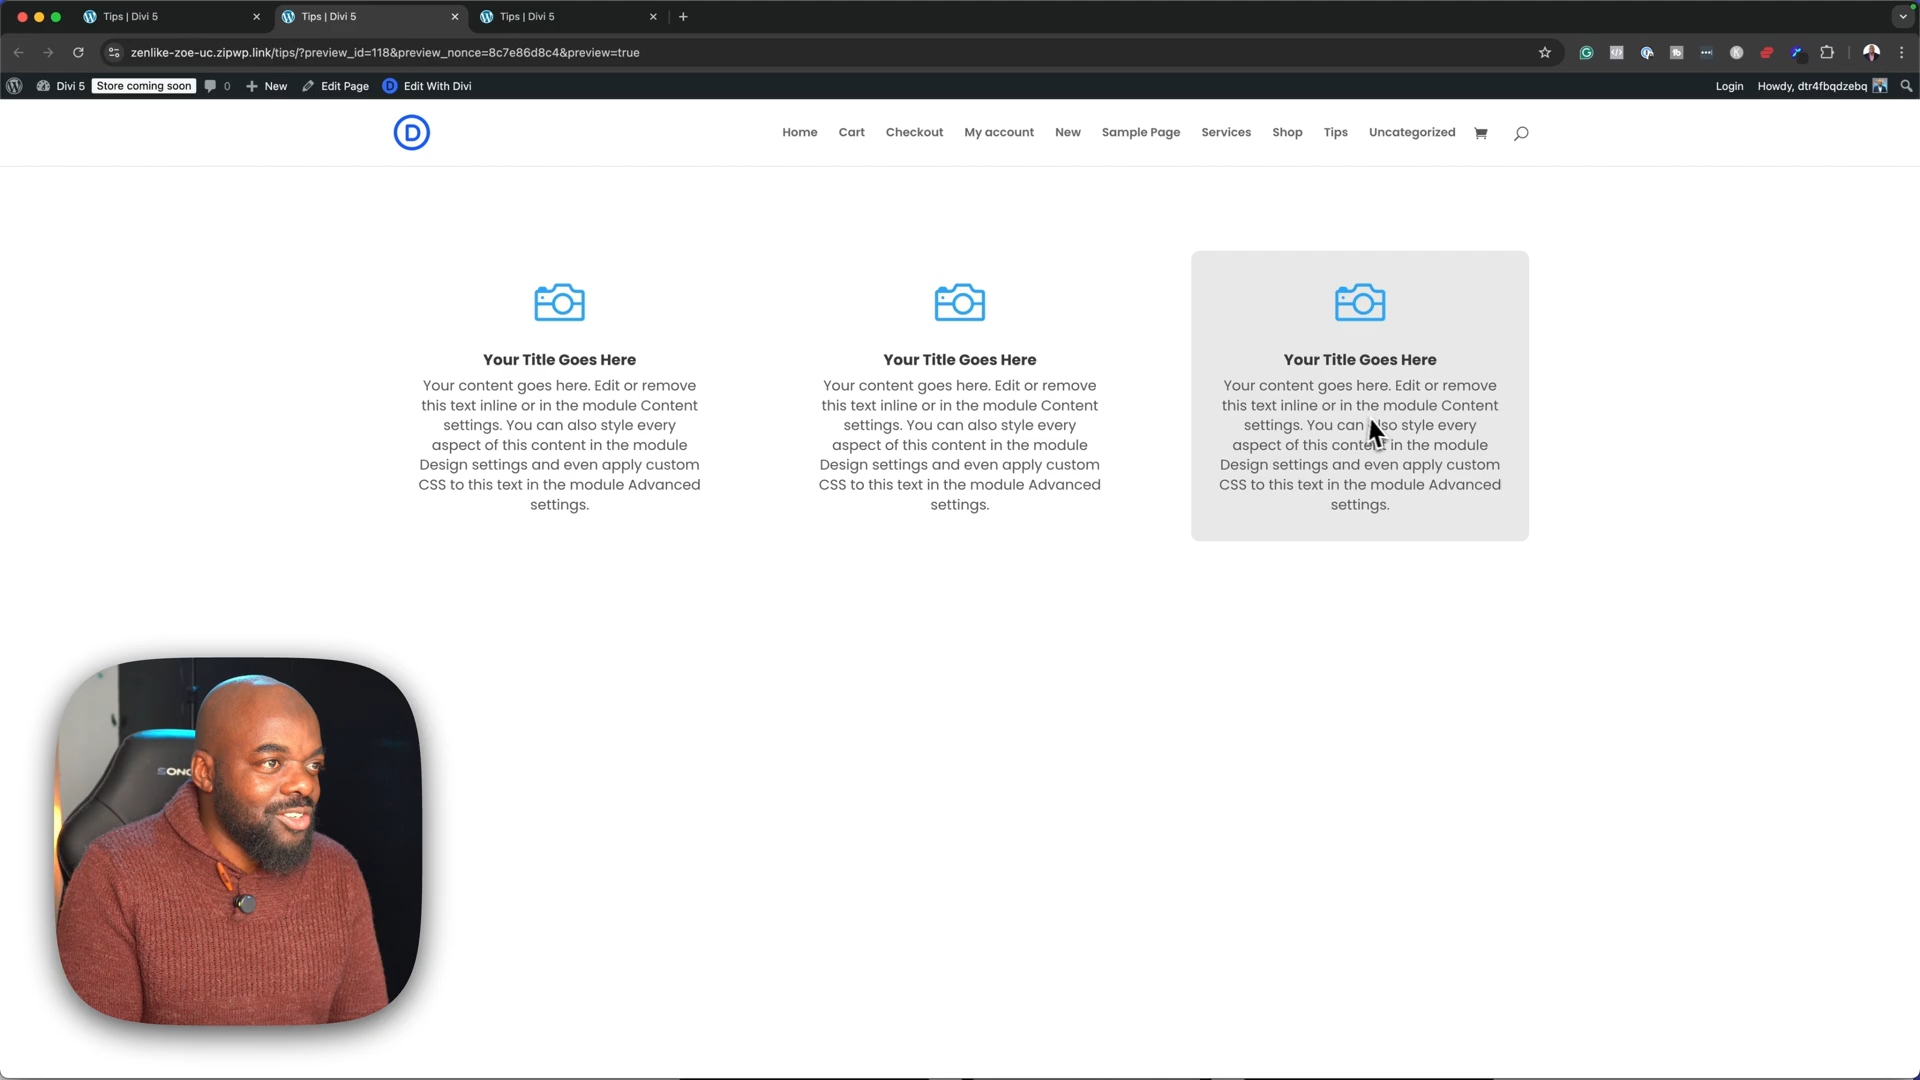 Tips | Divi 5
Tips | Divi 5
Tips | Divi 5
zenlike-zoe-uc.zipwp.link/tips/?preview_id=118&preview_nonce=8c7e86d8c4&preview=true
Divi 5 Store coming soon 0 New Edit Page D Edit With Divi Login Howdy, dtr4fbqdzebq
D Home Cart Checkout My account New Sample Page Services Shop Tips Uncategorized
Your Title Goes Here
Your content goes here. Edit or remove
this text inline or in the module Content
settings. You can also style every
aspect of this content in the module
Design settings and even apply custom
CSS to this text in the module Advanced
settings.
Your Title Goes Here
Your content goes here. Edit or remove
this text inline or in the module Content
settings. You can also style every
aspect of this content in the module
Design settings and even apply custom
CSS to this text in the module Advanced
settings.
Your Title Goes Here
Your content goes here. Edit or remove
this text inline or in the module Content
settings. You can also style every
aspect of this content in the module
Design settings and even apply custom
CSS to this text in the module Advanced
settings.